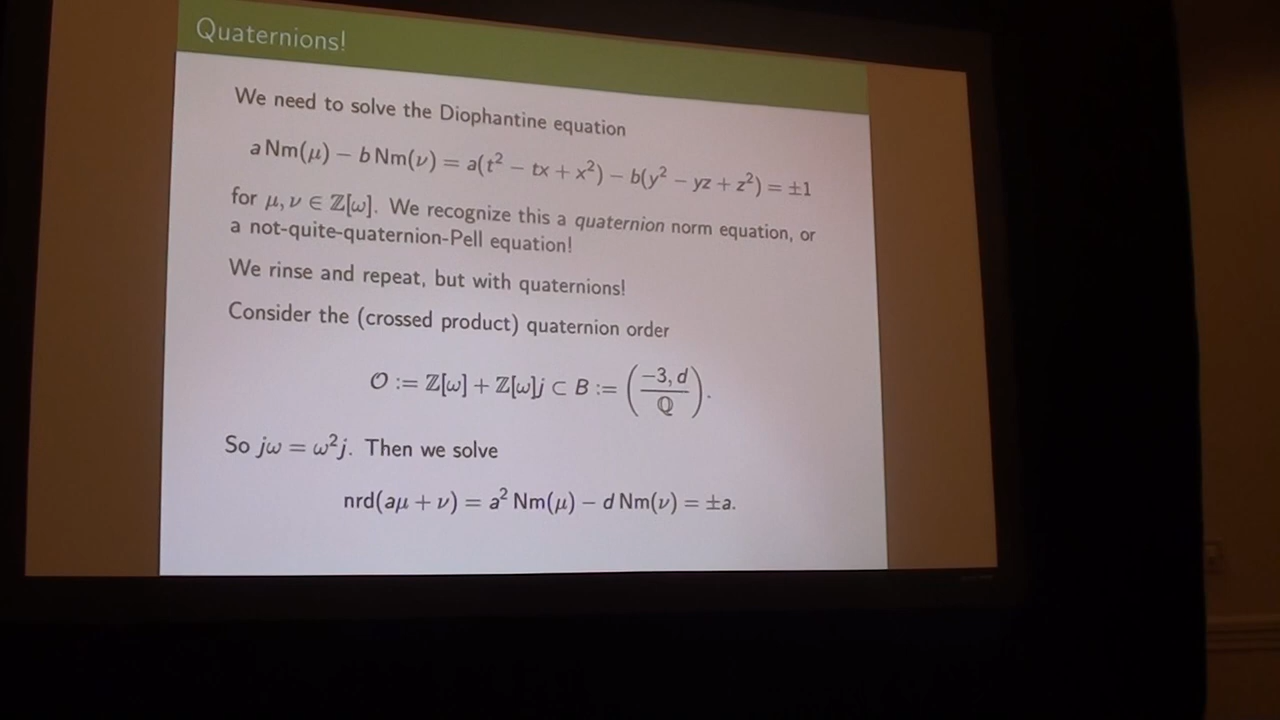 Quaternions!
We need to solve the Diophantine equation
a Nm(μ) − b Nm(ν) = a(t² − tx + x²) − b(y² − yz + z²) = ±1
for μ, ν ∈ ℤ[ω]. We recognize this a quaternion norm equation, or
a not-quite-quaternion-Pell equation!
We rinse and repeat, but with quaternions!
Consider the (crossed product) quaternion order
𝒪 := ℤ[ω] + ℤ[ω]j ⊂ B := (−3, d / ℚ).
So jω = ω²j. Then we solve
nrd(aμ + ν) = a² Nm(μ) − d Nm(ν) = ±a.